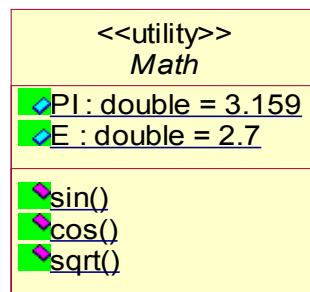 <<utility>>
Math
PI : double = 3.159
E : double = 2.7
sin()
cos()
sqrt()